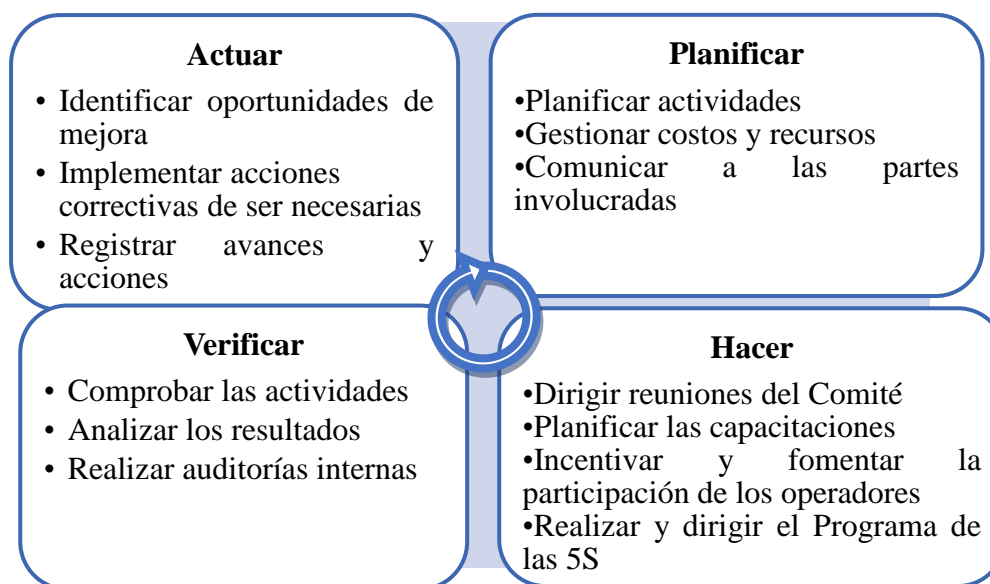 Actuar
• Identificar oportunidades de
mejora
• Implementar acciones
correctivas de ser necesarias
• Registrar avances y
acciones
Planificar
•Planificar actividades
•Gestionar costos y recursos
•Comunicar a las partes
involucradas
Verificar
• Comprobar las actividades
• Analizar los resultados
• Realizar auditorías internas
Hacer
•Dirigir reuniones del Comité
•Planificar las capacitaciones
•Incentivar y fomentar la
participación de los operadores
•Realizar y dirigir el Programa de
las 5S